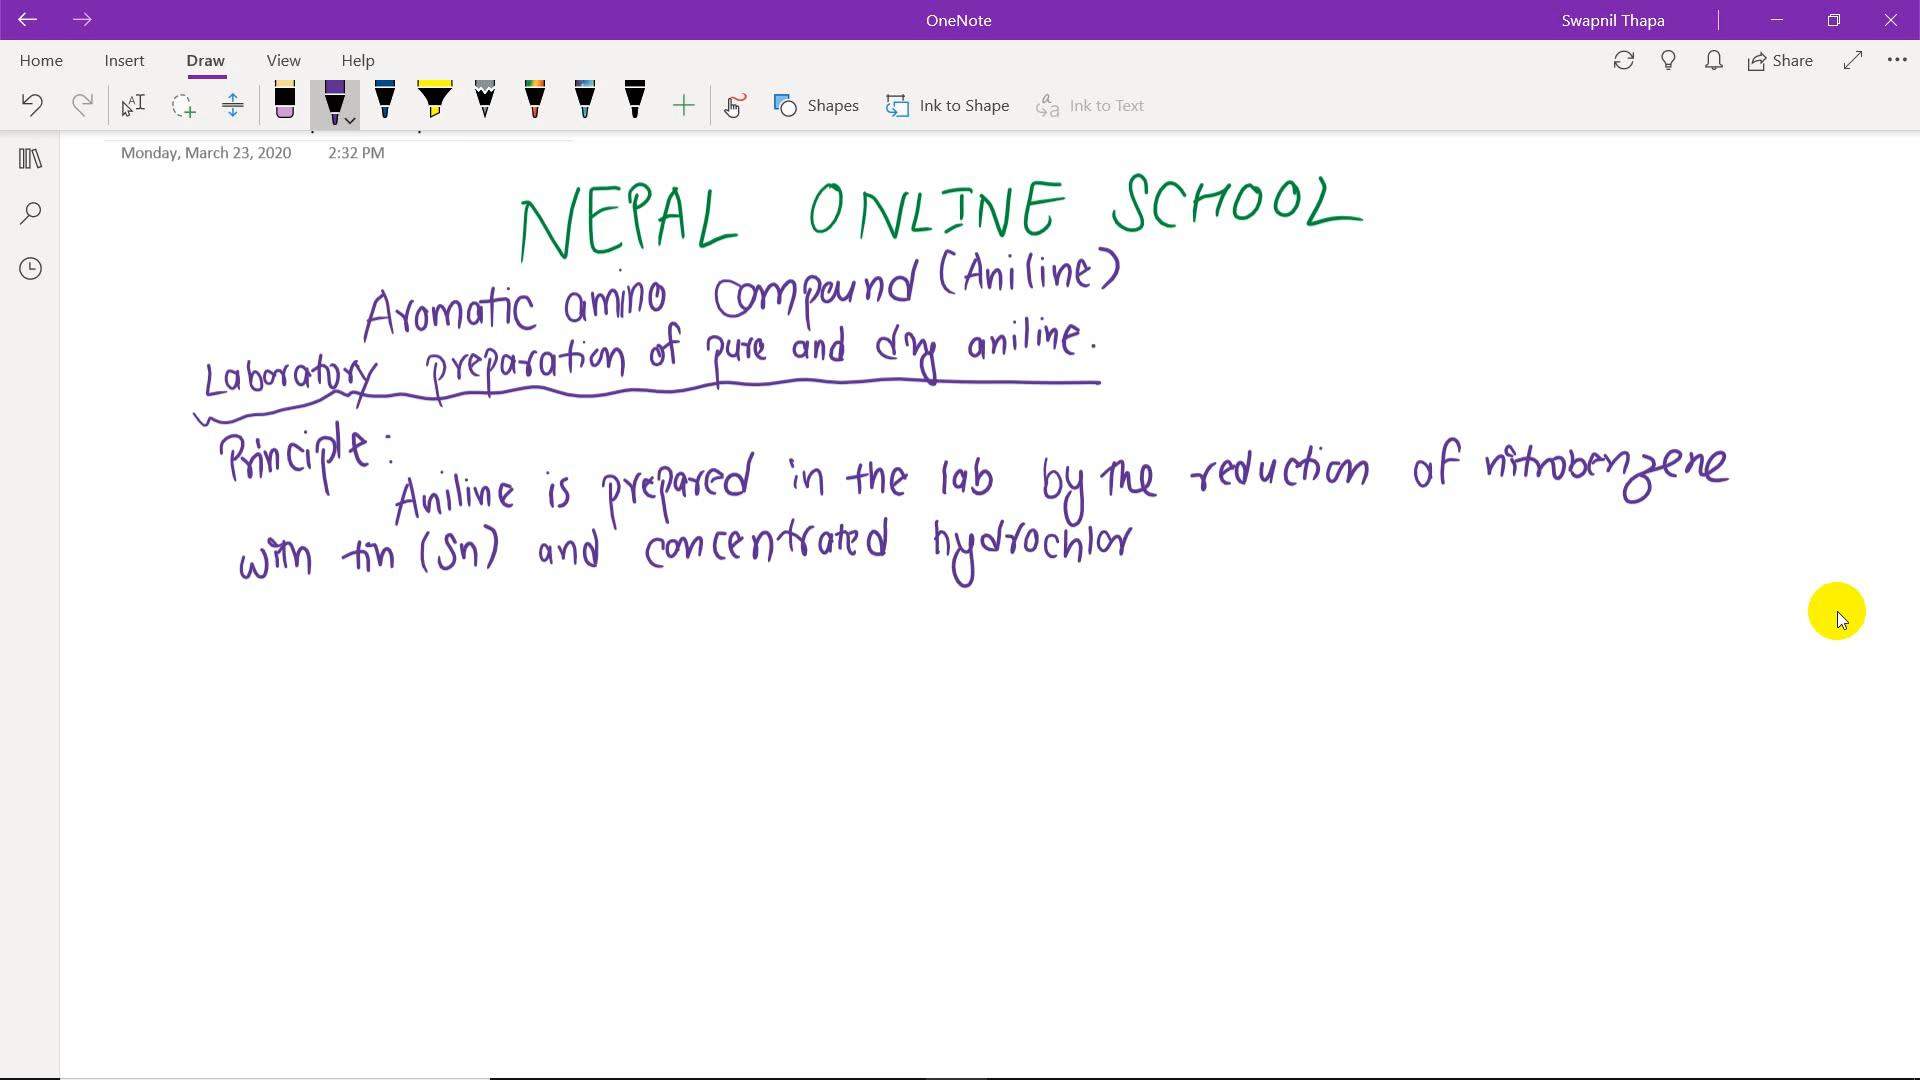 OneNote
Swapnil Thapa
Home Insert Draw View Help
Share
Shapes Ink to Shape Ink to Text
Monday, March 23, 2020 2:32 PM
NEPAL ONLINE SCHOOL
Aromatic amino compound (Aniline)
Laboratory preparation of pure and dry aniline.
Principle:
Aniline is prepared in the lab by the reduction of nitrobenzene
with tin (Sn) and concentrated hydrochlor